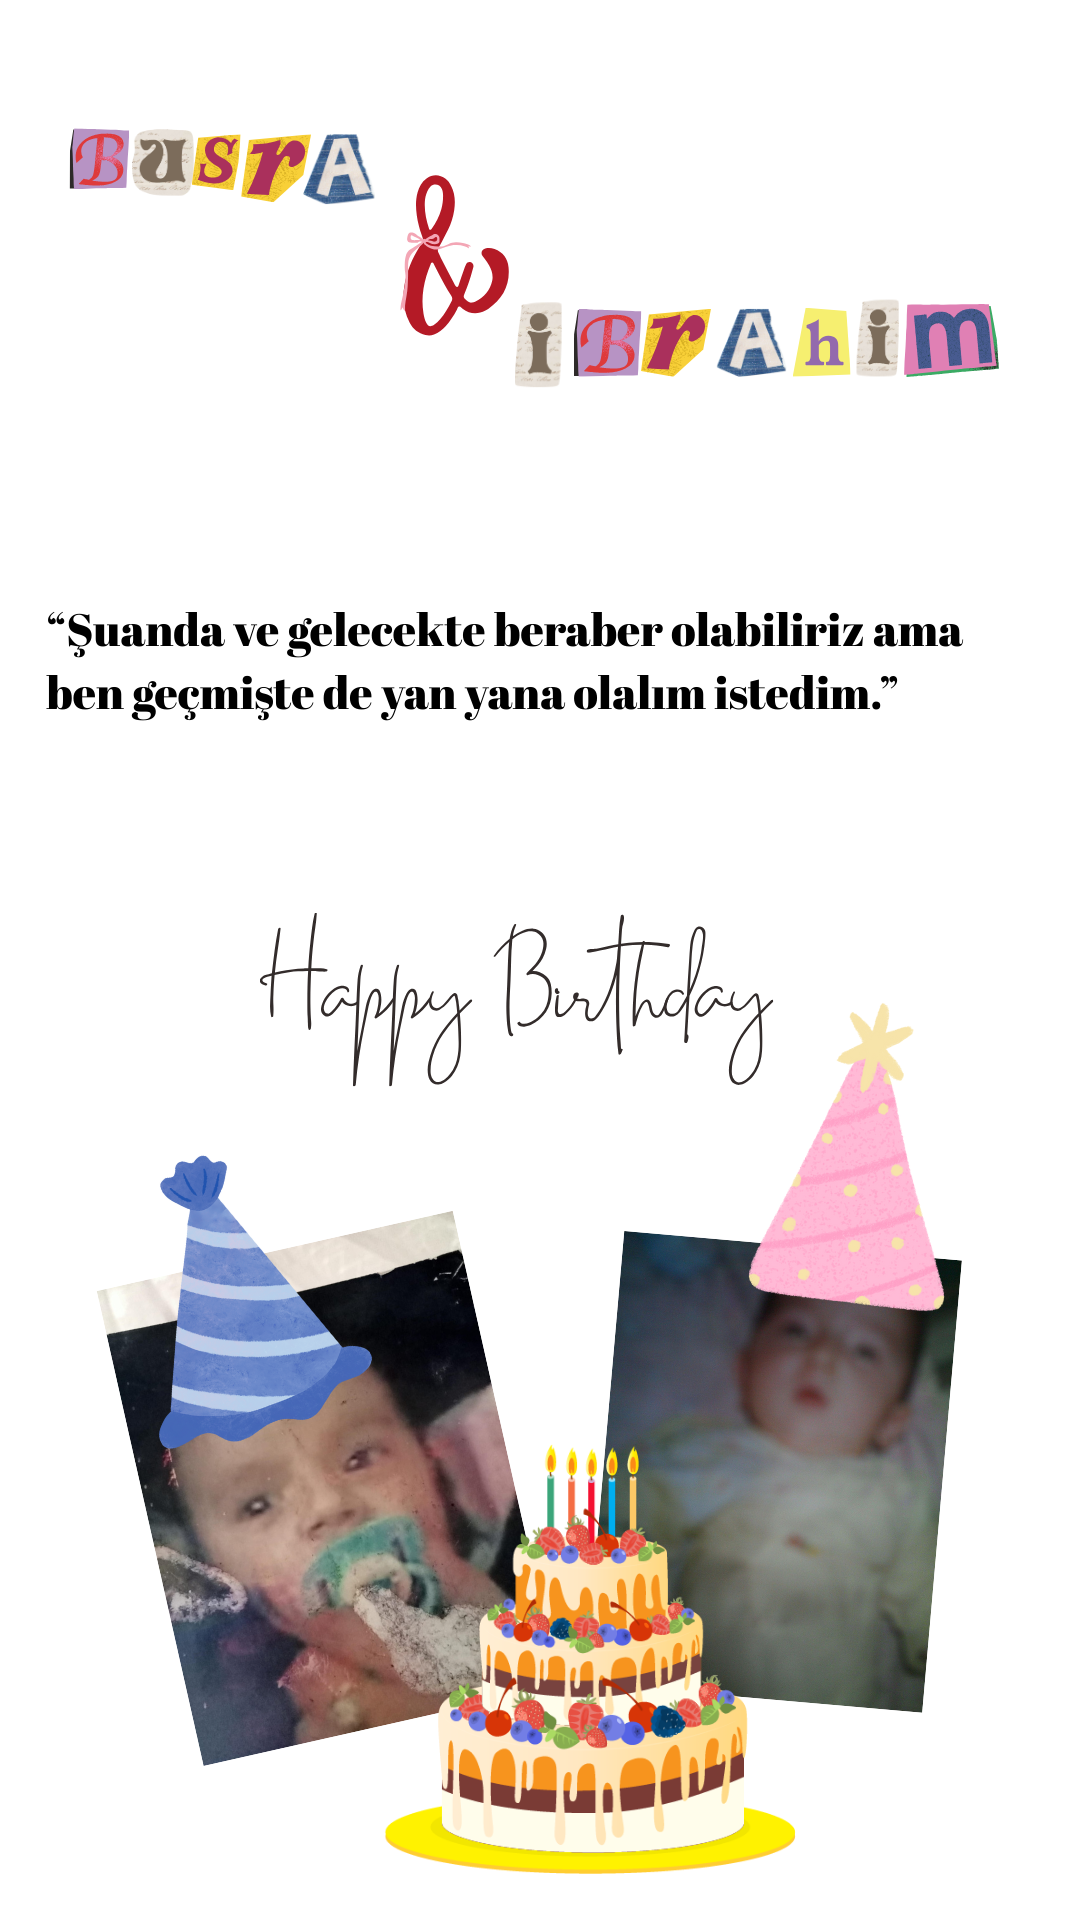 BusrA
&
iBrAhim
“Şuanda ve gelecekte beraber olabiliriz ama
ben geçmişte de yan yana olalım istedim.”
Happy Birthday